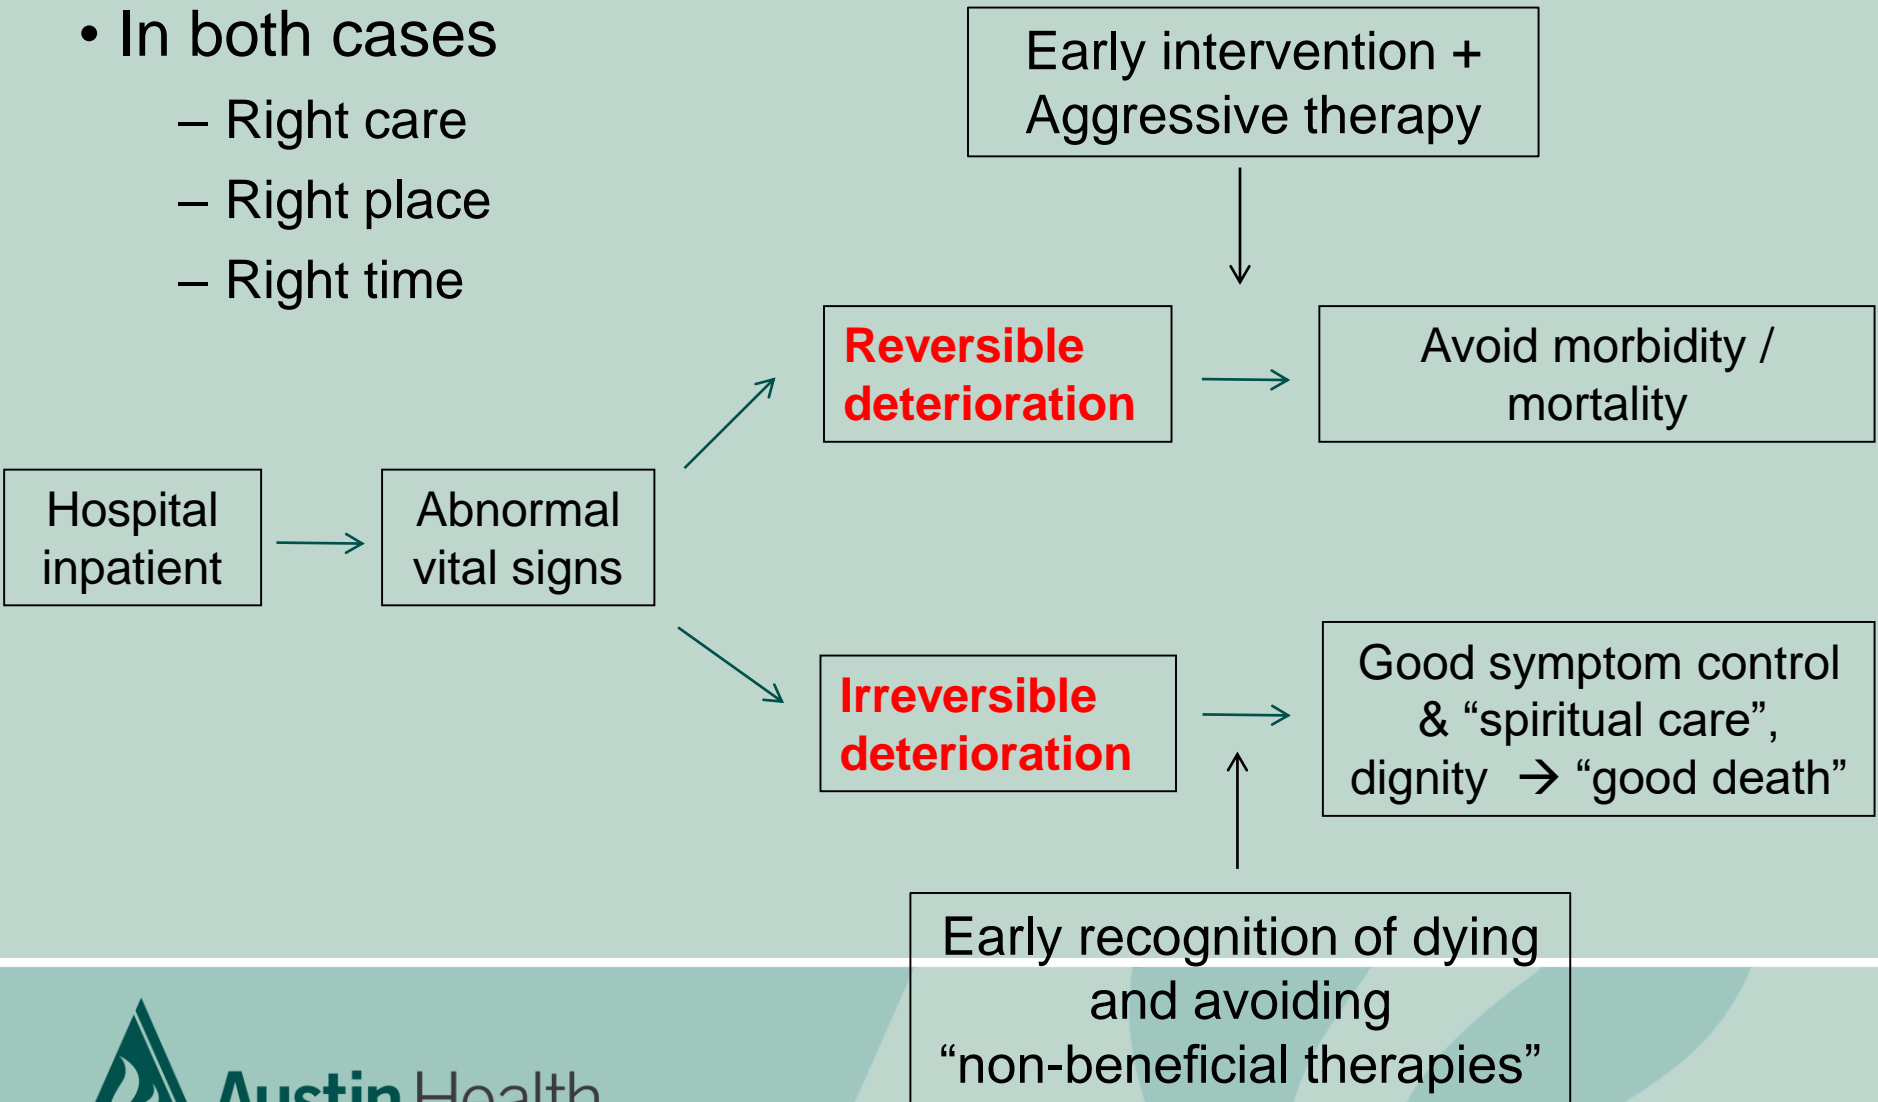 • In both cases
– Right care
– Right place
– Right time
Early intervention +
Aggressive therapy
Reversible
deterioration
Avoid morbidity /
mortality
Hospital
inpatient
Abnormal
vital signs
Irreversible
deterioration
Good symptom control
& “spiritual care”,
dignity → “good death”
Early recognition of dying
and avoiding
“non-beneficial therapies”
Austin Health